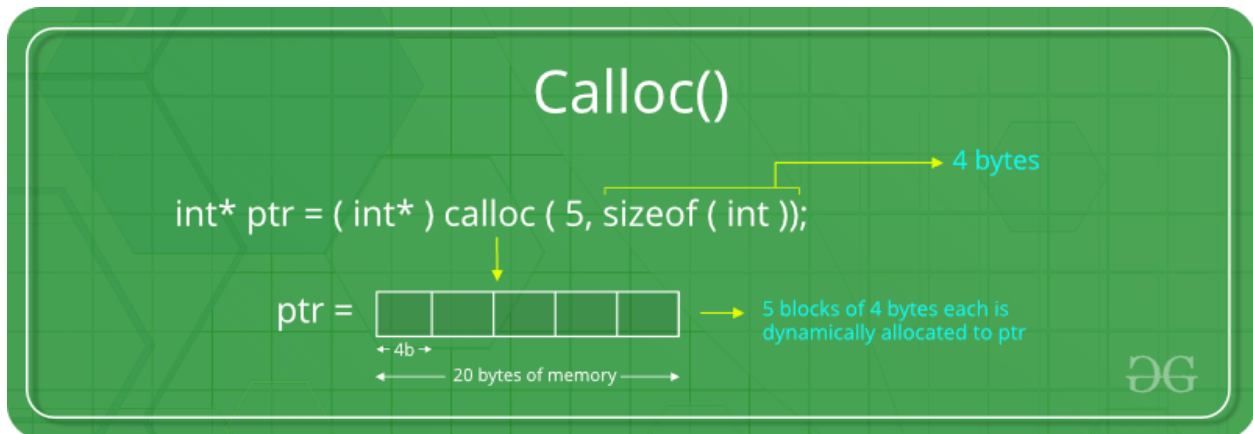 Calloc()
4 bytes
int* ptr = ( int* ) calloc ( 5, sizeof ( int ));
ptr =
5 blocks of 4 bytes each is
dynamically allocated to ptr
4b
20 bytes of memory
GG